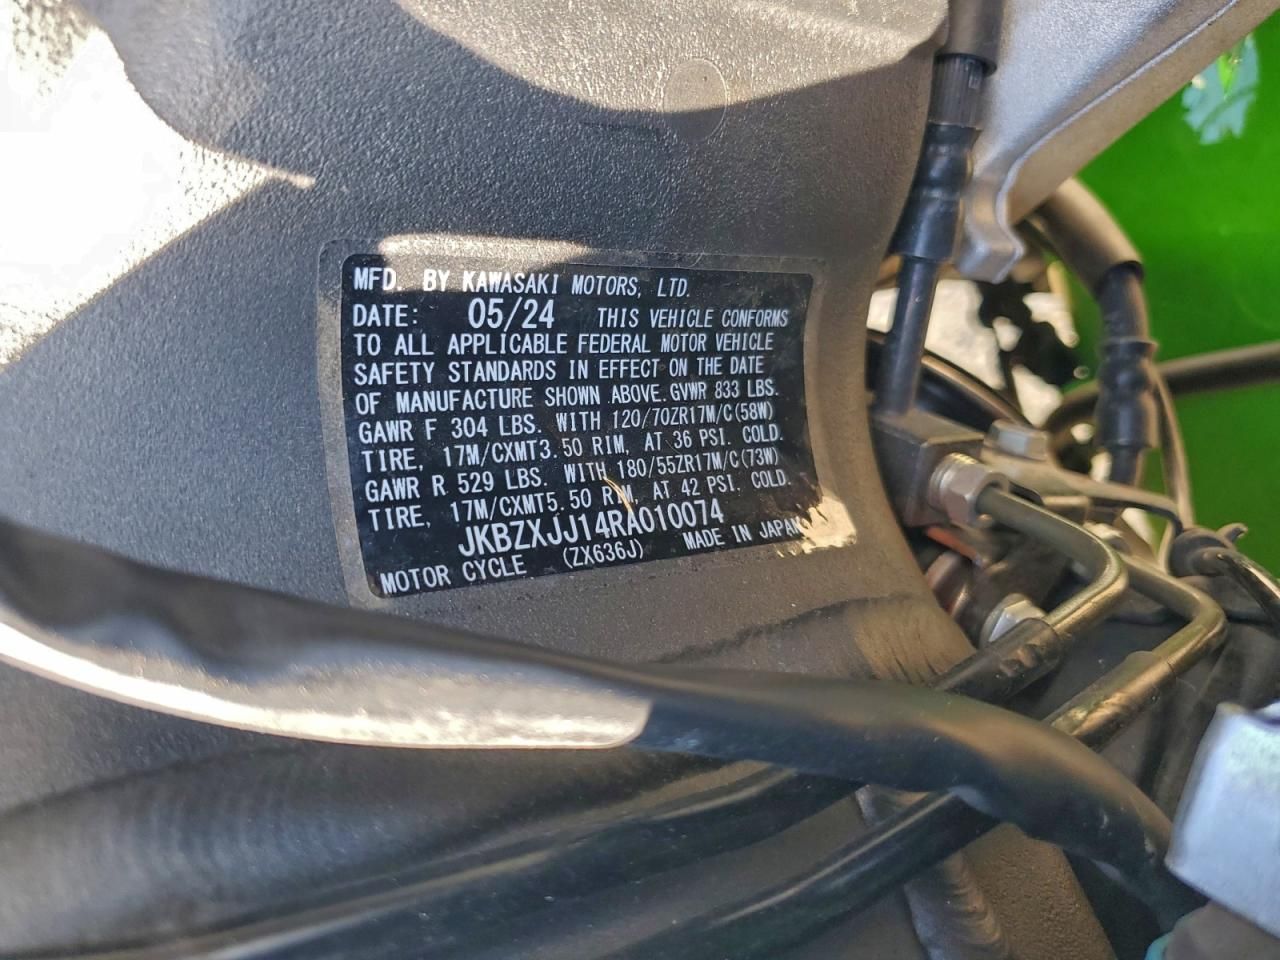 MFD. BY KAWASAKI MOTORS, LTD.
DATE: 05/24 THIS VEHICLE CONFORMS
TO ALL APPLICABLE FEDERAL MOTOR VEHICLE
SAFETY STANDARDS IN EFFECT ON THE DATE
OF MANUFACTURE SHOWN ABOVE. GVWR 833 LBS.
GAWR F 304 LBS. WITH 120/70ZR17M/C(58W)
TIRE, 17M/CXMT3.50 RIM, AT 36 PSI. COLD.
GAWR R 529 LBS. WITH 180/55ZR17M/C(73W)
TIRE, 17M/CXMT5.50 RIM, AT 42 PSI. COLD.
JKBZXJJ14RA010074
MOTOR CYCLE (ZX636J) MADE IN JAPAN